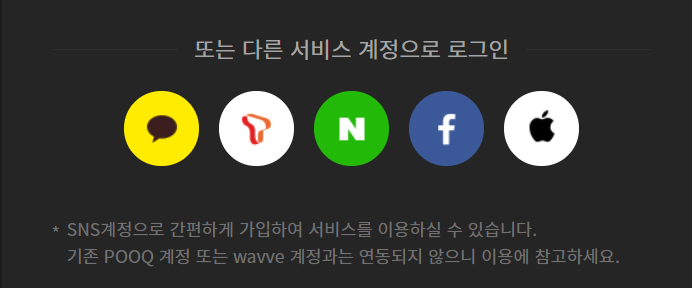 또는 다른 서비스 계정으로 로그인
N
f
* SNS계정으로 간편하게 가입하여 서비스를 이용하실 수 있습니다.
기존 POOQ 계정 또는 wavve 계정과는 연동되지 않으니 이용에 참고하세요.